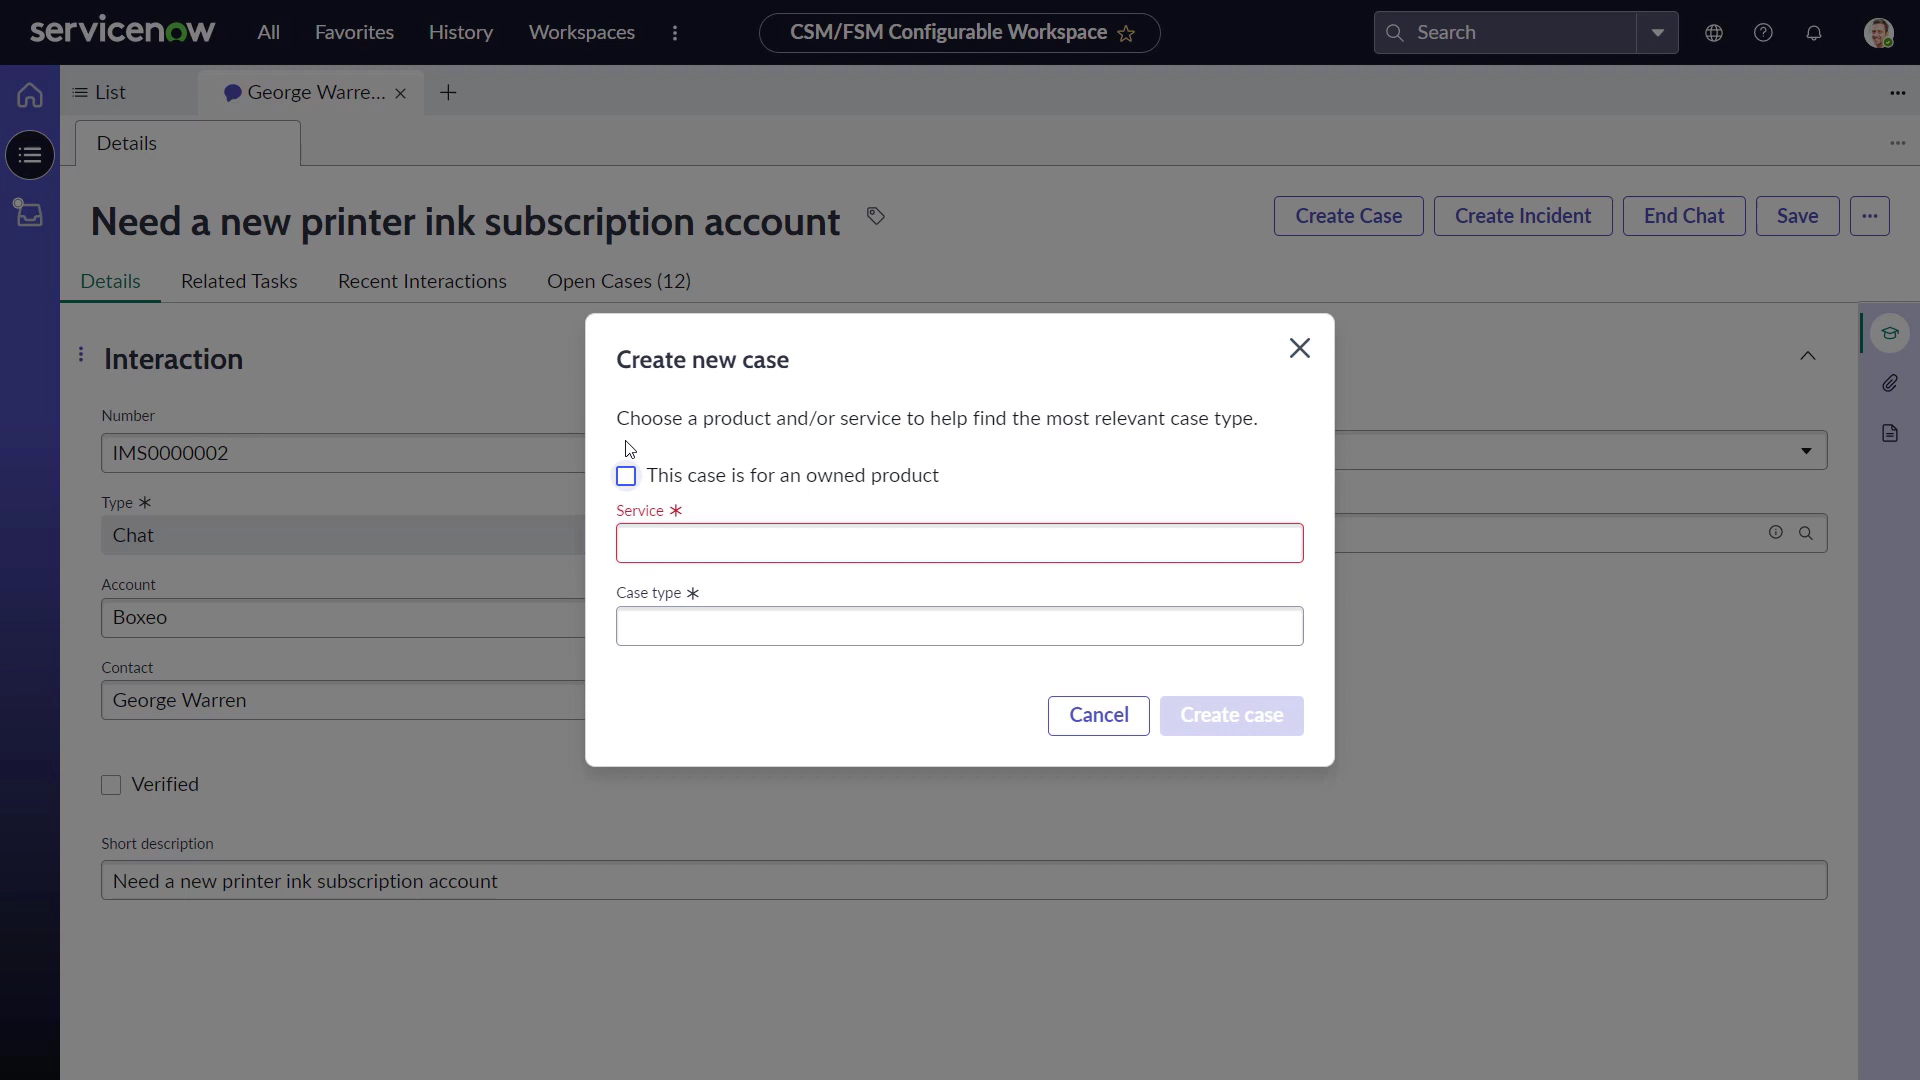 servicenow All Favorites History Workspaces CSM/FSM Configurable Workspace Search
List George Warre...
Details
Need a new printer ink subscription account Create Case Create Incident End Chat Save
Details Related Tasks Recent Interactions Open Cases (12)
Interaction
Number
IMS0000002
Type *
Chat
Account
Boxeo
Contact
George Warren
Verified
Short description
Need a new printer ink subscription account
Create new case
Choose a product and/or service to help find the most relevant case type.
This case is for an owned product
Service *
Case type *
Cancel Create case